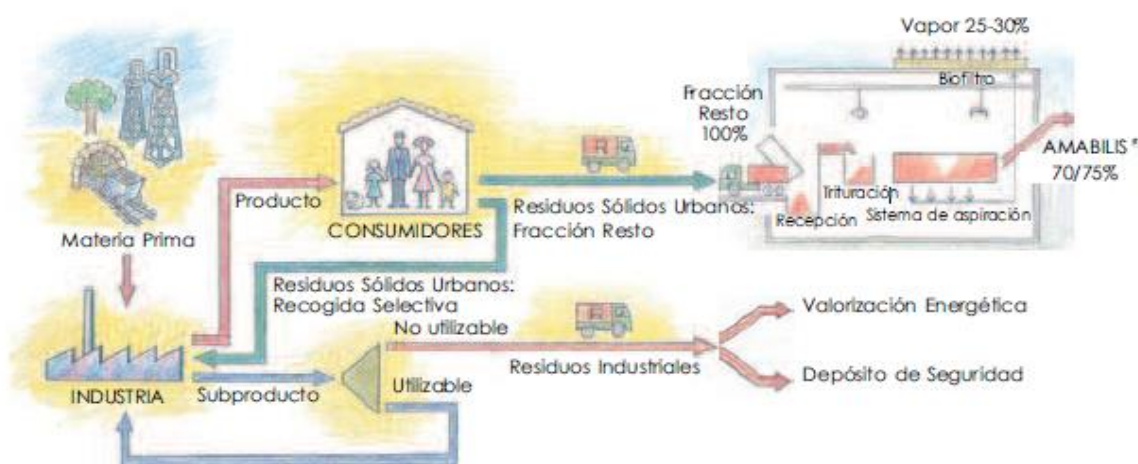 Vapor 25-30%
Biofiltro
Fracción
Resto
100%
AMABILIS®
70/75%
Trituración
Recepción
Sistema de aspiración
Producto
CONSUMIDORES
Residuos Sólidos Urbanos:
Fracción Resto
Materia Prima
Residuos Sólidos Urbanos:
Recogida Selectiva
No utilizable
Valorización Energética
Residuos Industriales
INDUSTRIA
Subproducto
Utilizable
Depósito de Seguridad
R
R